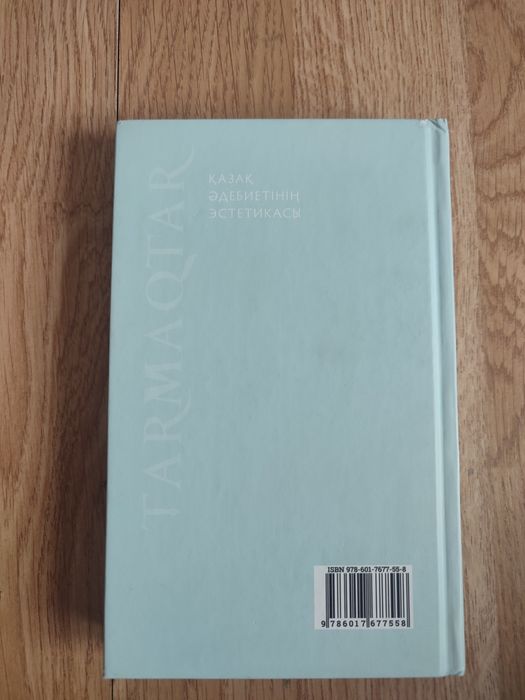 TARMAQTAR
ҚАЗАҚ
ӘДЕБИЕТІНІҢ
ЭСТЕТИКАСЫ
ISBN 978-601-7677-55-8
9 786017 677558